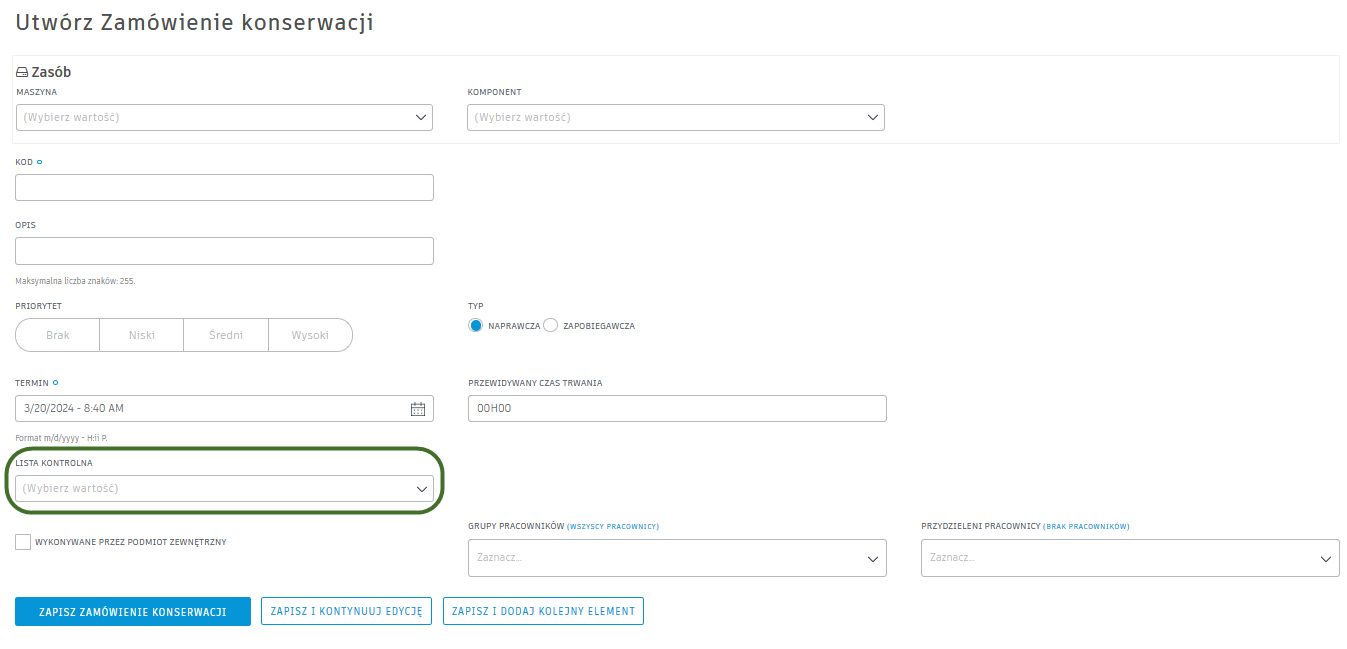 Utwórz Zamówienie konserwacji
Zasób
MASZYNA KOMPONENT
(Wybierz wartość) (Wybierz wartość)
KOD
OPIS
Maksymalna liczba znaków: 255.
PRIORYTET TYP
Brak Niski Średni Wysoki NAPRAWCZA ZAPOBIEGAWCZA
TERMIN PRZEWIDYWANY CZAS TRWANIA
3/20/2024 - 8:40 AM 00H00
Format m/d/yyyy - H:ii P.
LISTA KONTROLNA
(Wybierz wartość)
GRUPY PRACOWNIKÓW (WSZYSCY PRACOWNICY) PRZYDZIELENI PRACOWNICY (BRAK PRACOWNIKÓW)
WYKONYWANE PRZEZ PODMIOT ZEWNĘTRZNY
Zaznacz... Zaznacz...
ZAPISZ ZAMÓWIENIE KONSERWACJI ZAPISZ I KONTYNUUJ EDYCJĘ ZAPISZ I DODAJ KOLEJNY ELEMENT